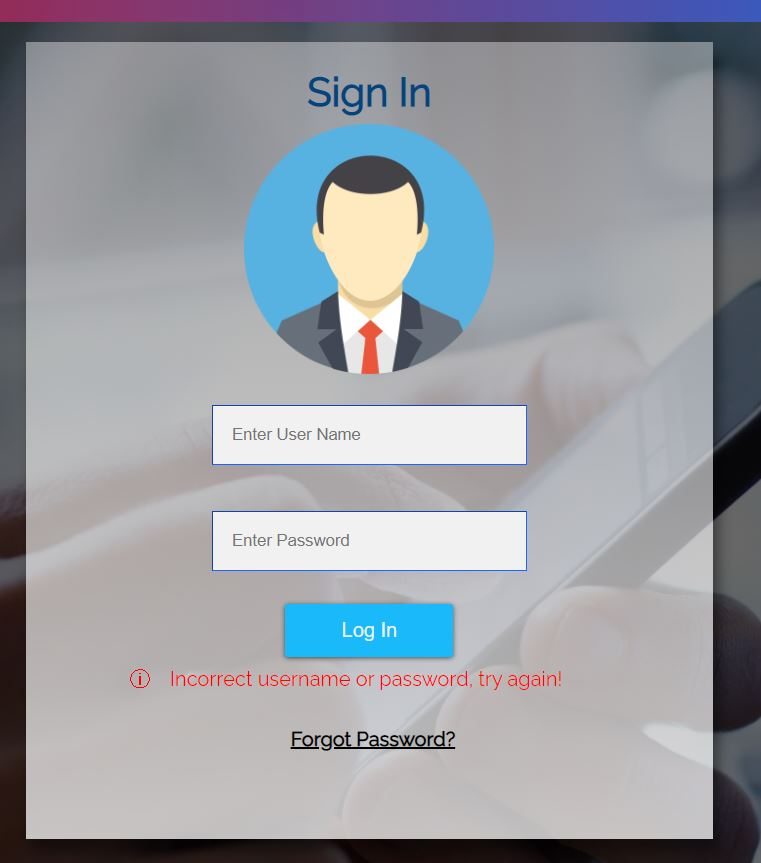 Sign In
Enter User Name
Enter Password
Log In
Incorrect username or password, try again!
Forgot Password?